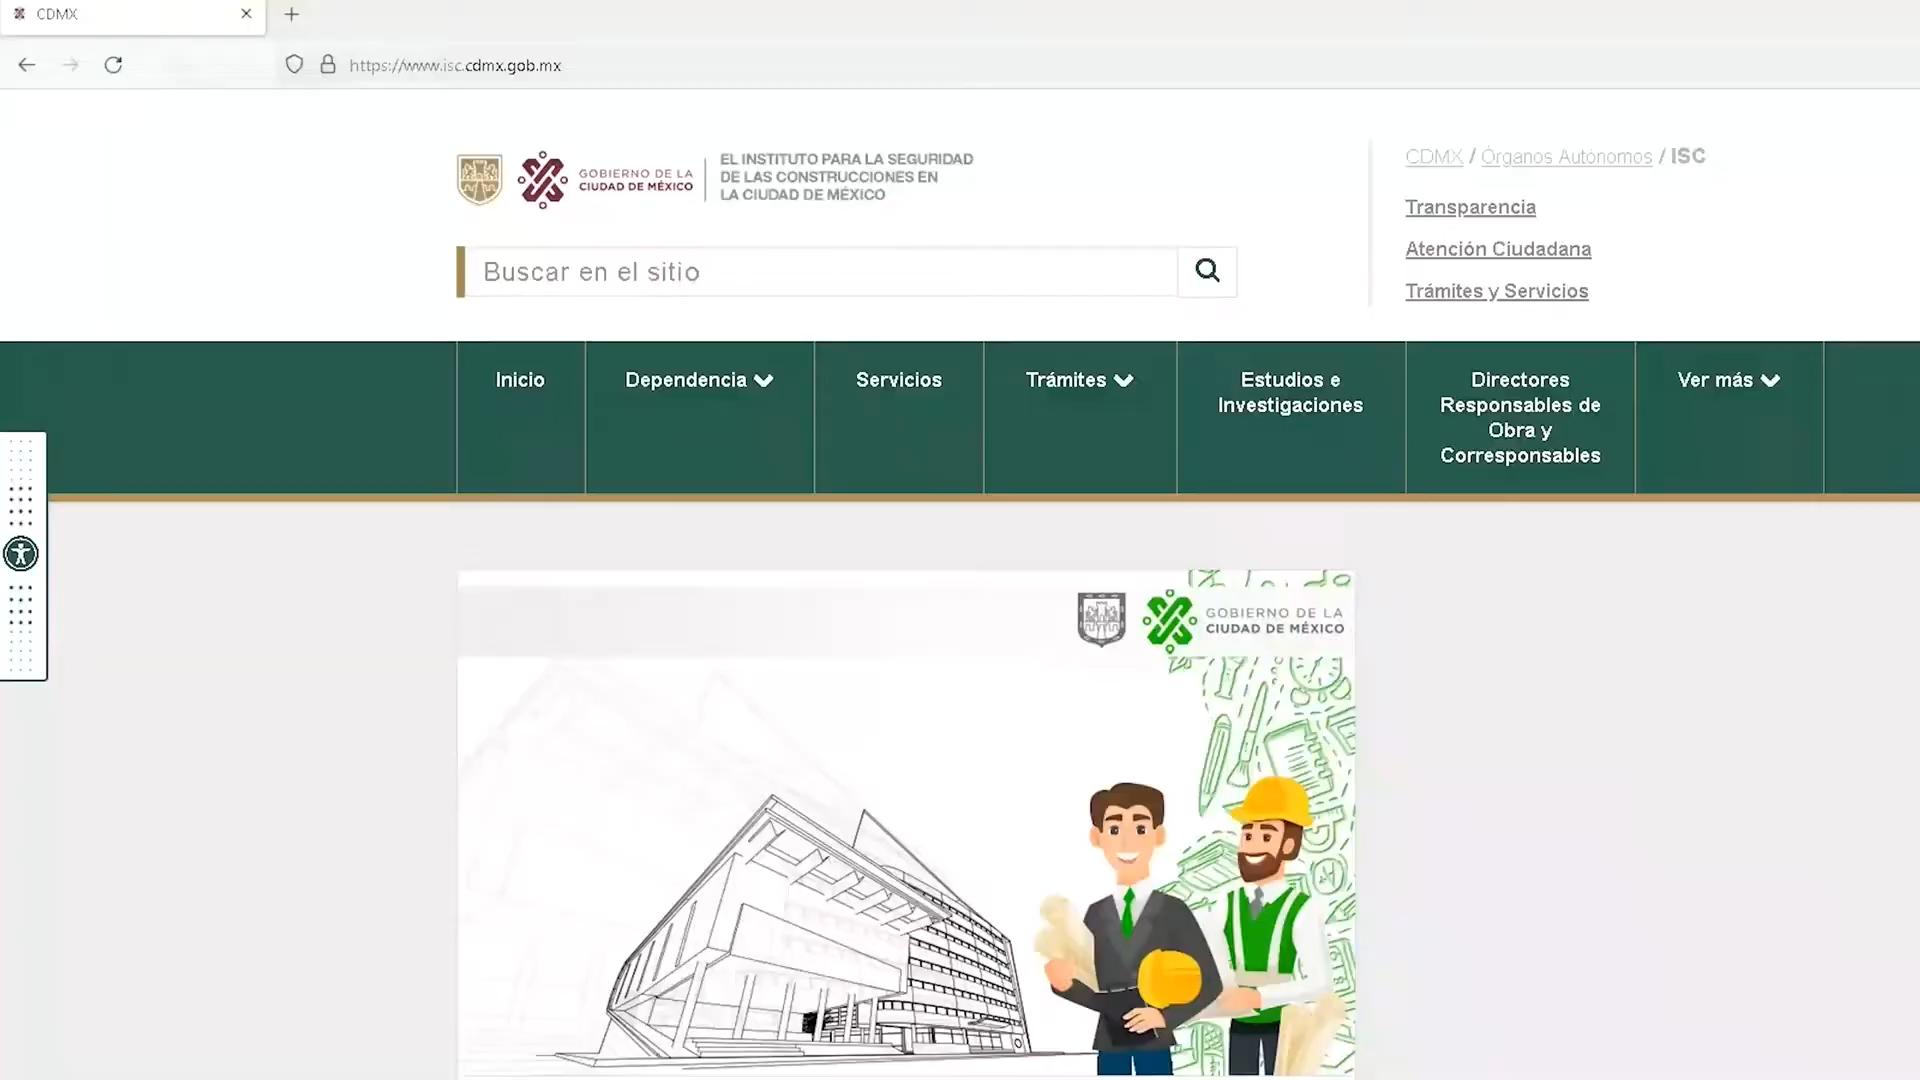 CDMX
https://www.isc.cdmx.gob.mx
GOBIERNO DE LA
CIUDAD DE MÉXICO
EL INSTITUTO PARA LA SEGURIDAD
DE LAS CONSTRUCCIONES EN
LA CIUDAD DE MÉXICO
Buscar en el sitio
CDMX / Órganos Autónomos / ISC
Transparencia
Atención Ciudadana
Trámites y Servicios
Inicio
Dependencia
Servicios
Trámites
Estudios e
Investigaciones
Directores
Responsables de
Obra y
Corresponsables
Ver más
GOBIERNO DE LA
CIUDAD DE MÉXICO